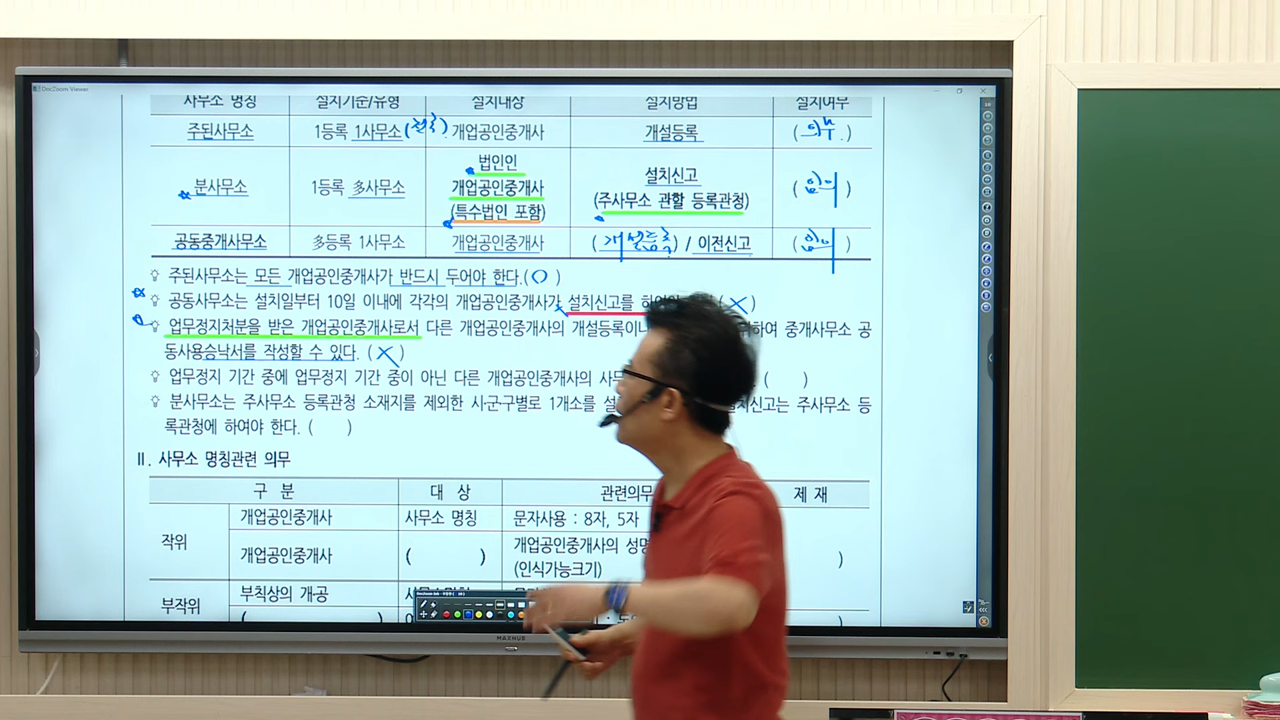 DocZoom Viewer
사무소 명칭 설치기준/유형 설치대상 설치방법 설치여부
주된사무소 1등록 1사무소 개업공인중개사 개설등록 (의무)
분사무소 1등록 多사무소 법인인 개업공인중개사 (특수법인 포함) 설치신고 (주사무소 관할 등록관청) (임의)
공동중개사무소 多등록 1사무소 개업공인중개사 (개설등록) / 이전신고 (임의)
주된사무소는 모든 개업공인중개사가 반드시 두어야 한다.(O)
공동사무소는 설치일부터 10일 이내에 각각의 개업공인중개사가 설치신고를 (X)
업무정지처분을 받은 개업공인중개사로서 다른 개업공인중개사의 개설등록이 하여 중개사무소 공
동사용승낙서를 작성할 수 있다. (X)
업무정지 기간 중에 업무정지 기간 중이 아닌 다른 개업공인중개사의 ( )
분사무소는 주사무소 등록관청 소재지를 제외한 시·군·구별로 1개소를 주사무소 등
록관청에 하여야 한다. ( )
II. 사무소 명칭관련 의무
구 분 대 상 관련의무 제 재
작위 개업공인중개사 사무소 명칭 문자사용 : 8자, 5자
개업공인중개사 ( ) 개업공인중개사의 성명 )
(인식가능크기)
부작위 부칙상의 개·공
MAXHUB